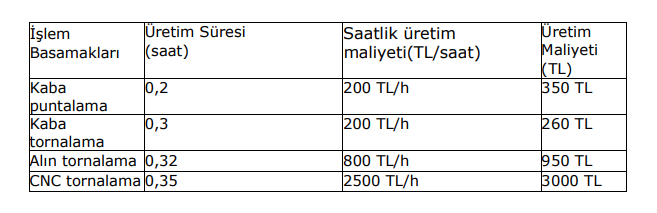 İşlem Basamakları	Üretim Süresi (saat)	Saatlik üretim maliyeti(TL/saat)	Üretim Maliyeti (TL)
Kaba puntalama	0,2	200 TL/h	350 TL
Kaba tornalama	0,3	200 TL/h	260 TL
Alın tornalama	0,32	800 TL/h	950 TL
CNC tornalama	0,35	2500 TL/h	3000 TL